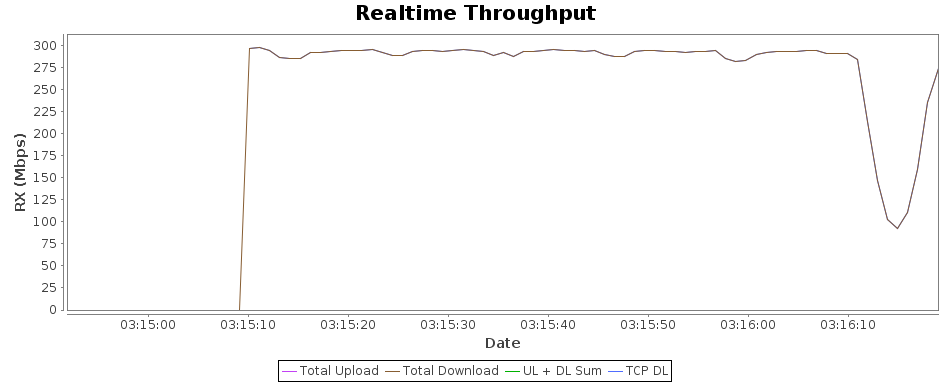 Realtime Throughput
RX (Mbps)
300
275
250
225
200
175
150
125
100
75
50
25
0
03:15:00 03:15:10 03:15:20 03:15:30 03:15:40 03:15:50 03:16:00 03:16:10
Date
Total Upload Total Download UL + DL Sum TCP DL